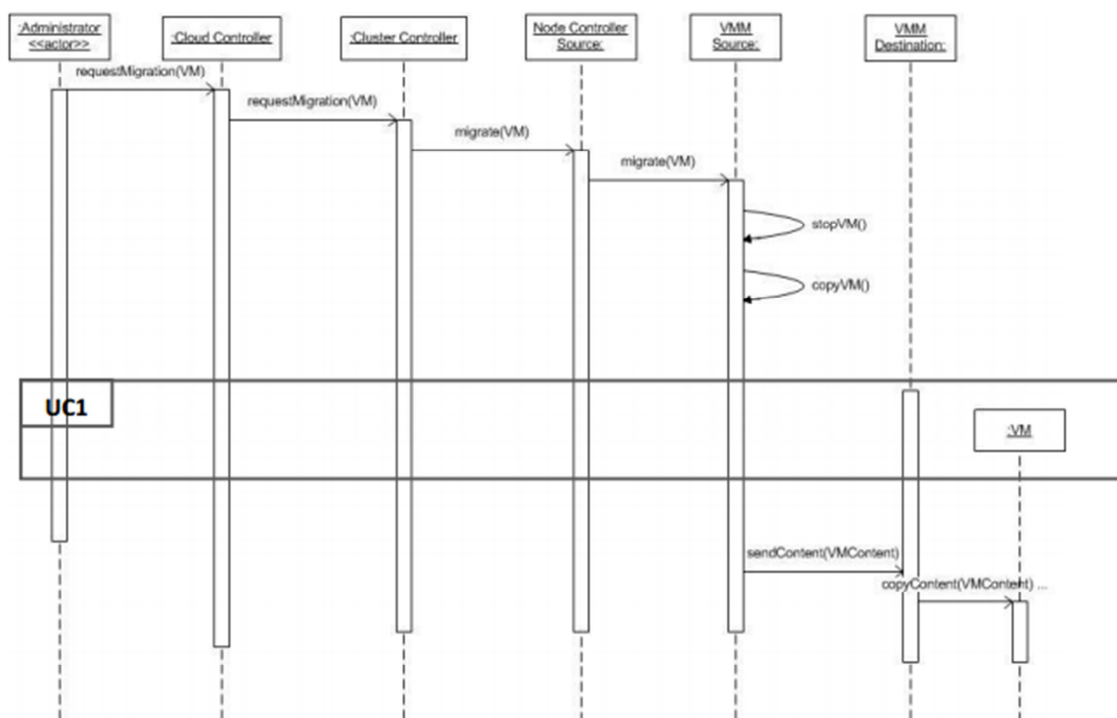 :Administrator
<<actor>>
:Cloud Controller
:Cluster Controller
Node Controller
Source:
VMM
Source:
VMM
Destination:
requestMigration(VM)
requestMigration(VM)
migrate(VM)
migrate(VM)
stopVM()
copyVM()
UC1
:VM
sendContent(VMContent)
copyContent(VMContent) ...